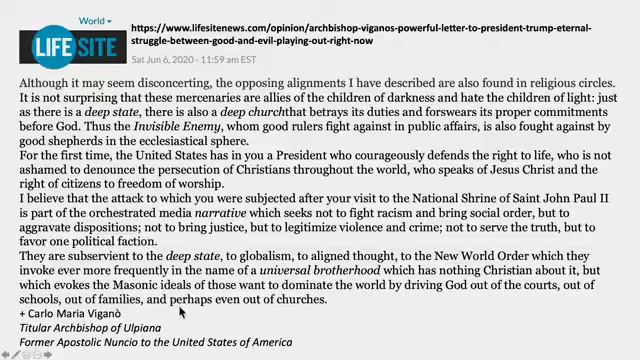 World
LIFE SITE
https://www.lifesitenews.com/opinion/archbishop-viganos-powerful-letter-to-president-trump-eternal-
struggle-between-good-and-evil-playing-out-right-now
Sat Jun 6, 2020 - 11:59 am EST
Although it may seem disconcerting, the opposing alignments I have described are also found in religious circles.
It is not surprising that these mercenaries are allies of the children of darkness and hate the children of light: just
as there is a deep state, there is also a deep churchthat betrays its duties and forswears its proper commitments
before God. Thus the Invisible Enemy, whom good rulers fight against in public affairs, is also fought against by
good shepherds in the ecclesiastical sphere.
For the first time, the United States has in you a President who courageously defends the right to life, who is not
ashamed to denounce the persecution of Christians throughout the world, who speaks of Jesus Christ and the
right of citizens to freedom of worship.
I believe that the attack to which you were subjected after your visit to the National Shrine of Saint John Paul II
is part of the orchestrated media narrative which seeks not to fight racism and bring social order, but to
aggravate dispositions; not to bring justice, but to legitimize violence and crime; not to serve the truth, but to
favor one political faction.
They are subservient to the deep state, to globalism, to aligned thought, to the New World Order which they
invoke ever more frequently in the name of a universal brotherhood which has nothing Christian about it, but
which evokes the Masonic ideals of those want to dominate the world by driving God out of the courts, out of
schools, out of families, and perhaps even out of churches.
+ Carlo Maria Viganò
Titular Archbishop of Ulpiana
Former Apostolic Nuncio to the United States of America